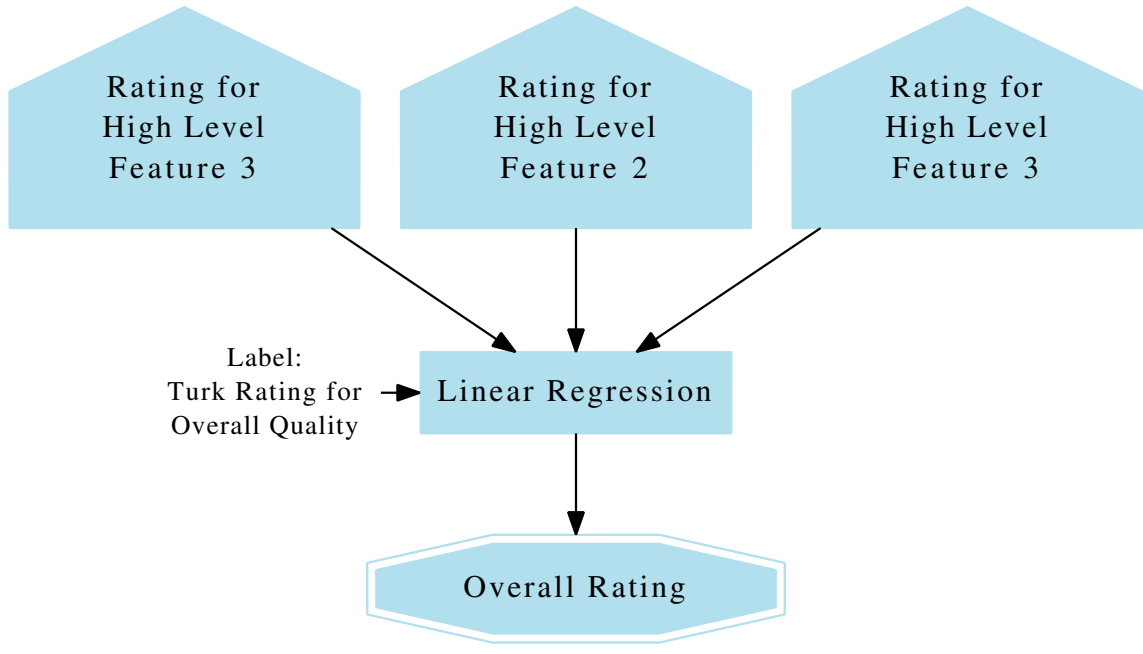 Rating for
High Level
Feature 3
Rating for
High Level
Feature 2
Rating for
High Level
Feature 3
Label:
Turk Rating for
Overall Quality
Linear Regression
Overall Rating